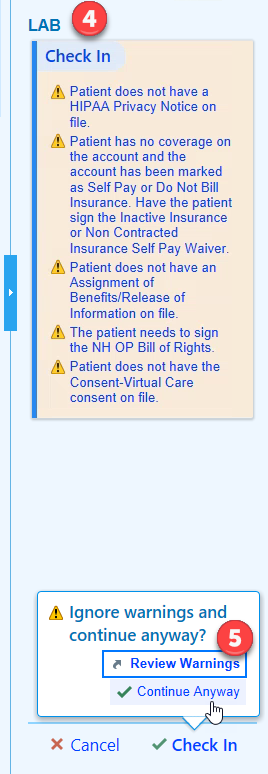 LAB 4
Check In
Patient does not have a
HIPAA Privacy Notice on
file.
Patient has no coverage on
the account and the
account has been marked
as Self Pay or Do Not Bill
Insurance. Have the patient
sign the Inactive Insurance
or Non Contracted
Insurance Self Pay Waiver.
Patient does not have an
Assignment of
Benefits/Release of
Information on file.
The patient needs to sign
the NH OP Bill of Rights.
Patient does not have the
Consent-Virtual Care
consent on file.
Ignore warnings and
continue anyway? 5
Review Warnings
Continue Anyway
Cancel Check In